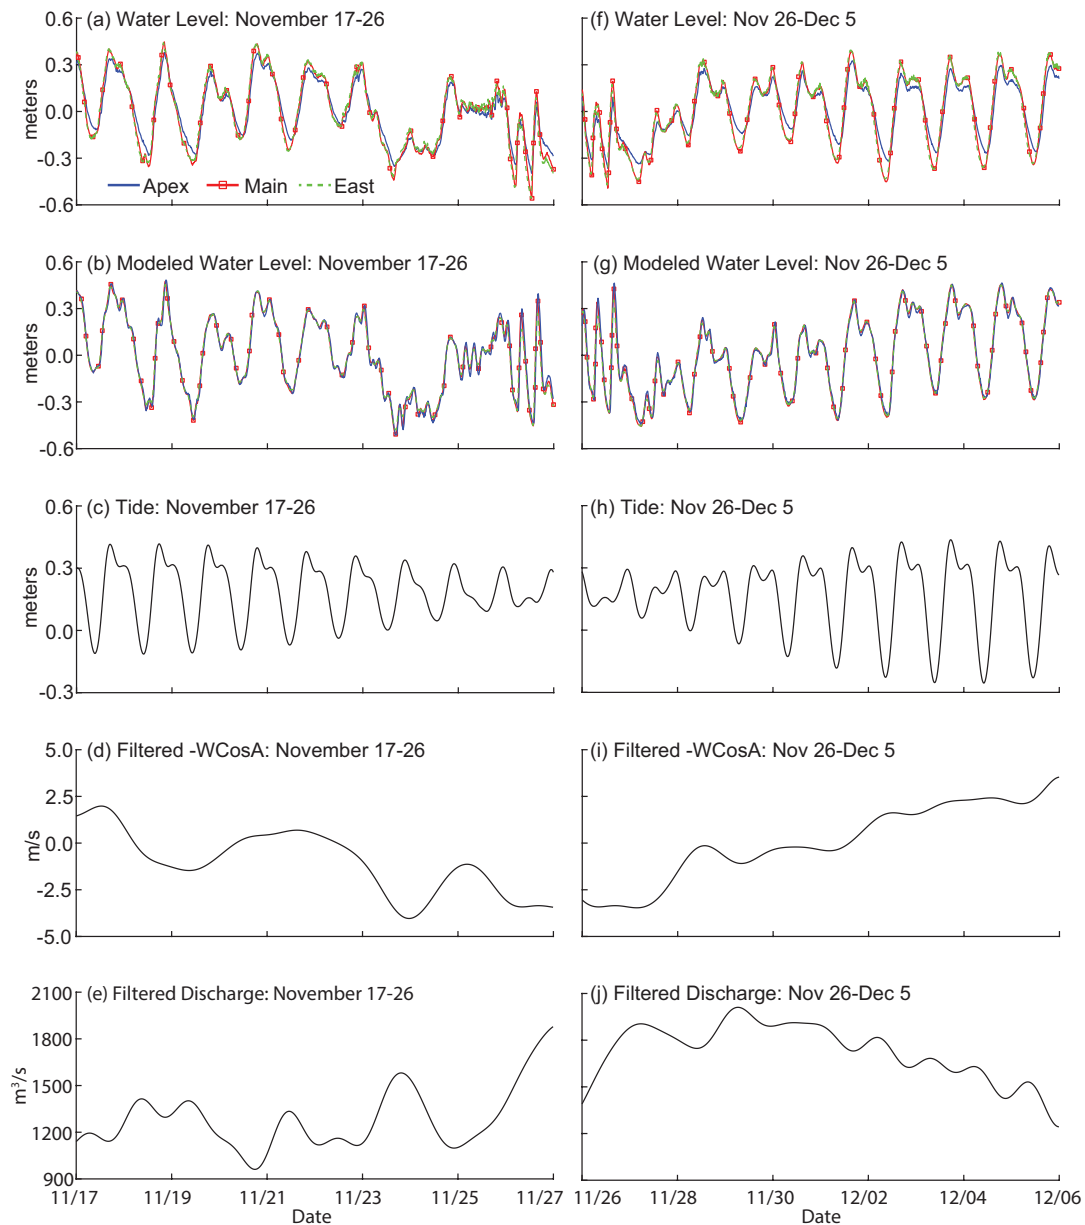 (a) Water Level: November 17-26
0.6
0.3
0.0
-0.3
-0.6
meters
Apex
Main
East
(f) Water Level: Nov 26-Dec 5
(b) Modeled Water Level: November 17-26
0.6
0.3
0.0
-0.3
-0.6
meters
(g) Modeled Water Level: Nov 26-Dec 5
(c) Tide: November 17-26
0.6
0.3
0.0
-0.3
meters
(h) Tide: Nov 26-Dec 5
(d) Filtered -WCosA: November 17-26
5.0
2.5
0.0
-2.5
-5.0
m/s
(i) Filtered -WCosA: Nov 26-Dec 5
(e) Filtered Discharge: November 17-26
2100
1800
1500
1200
900
m³/s
11/17 11/19 11/21 11/23 11/25 11/27
Date
(j) Filtered Discharge: Nov 26-Dec 5
11/26 11/28 11/30 12/02 12/04 12/06
Date